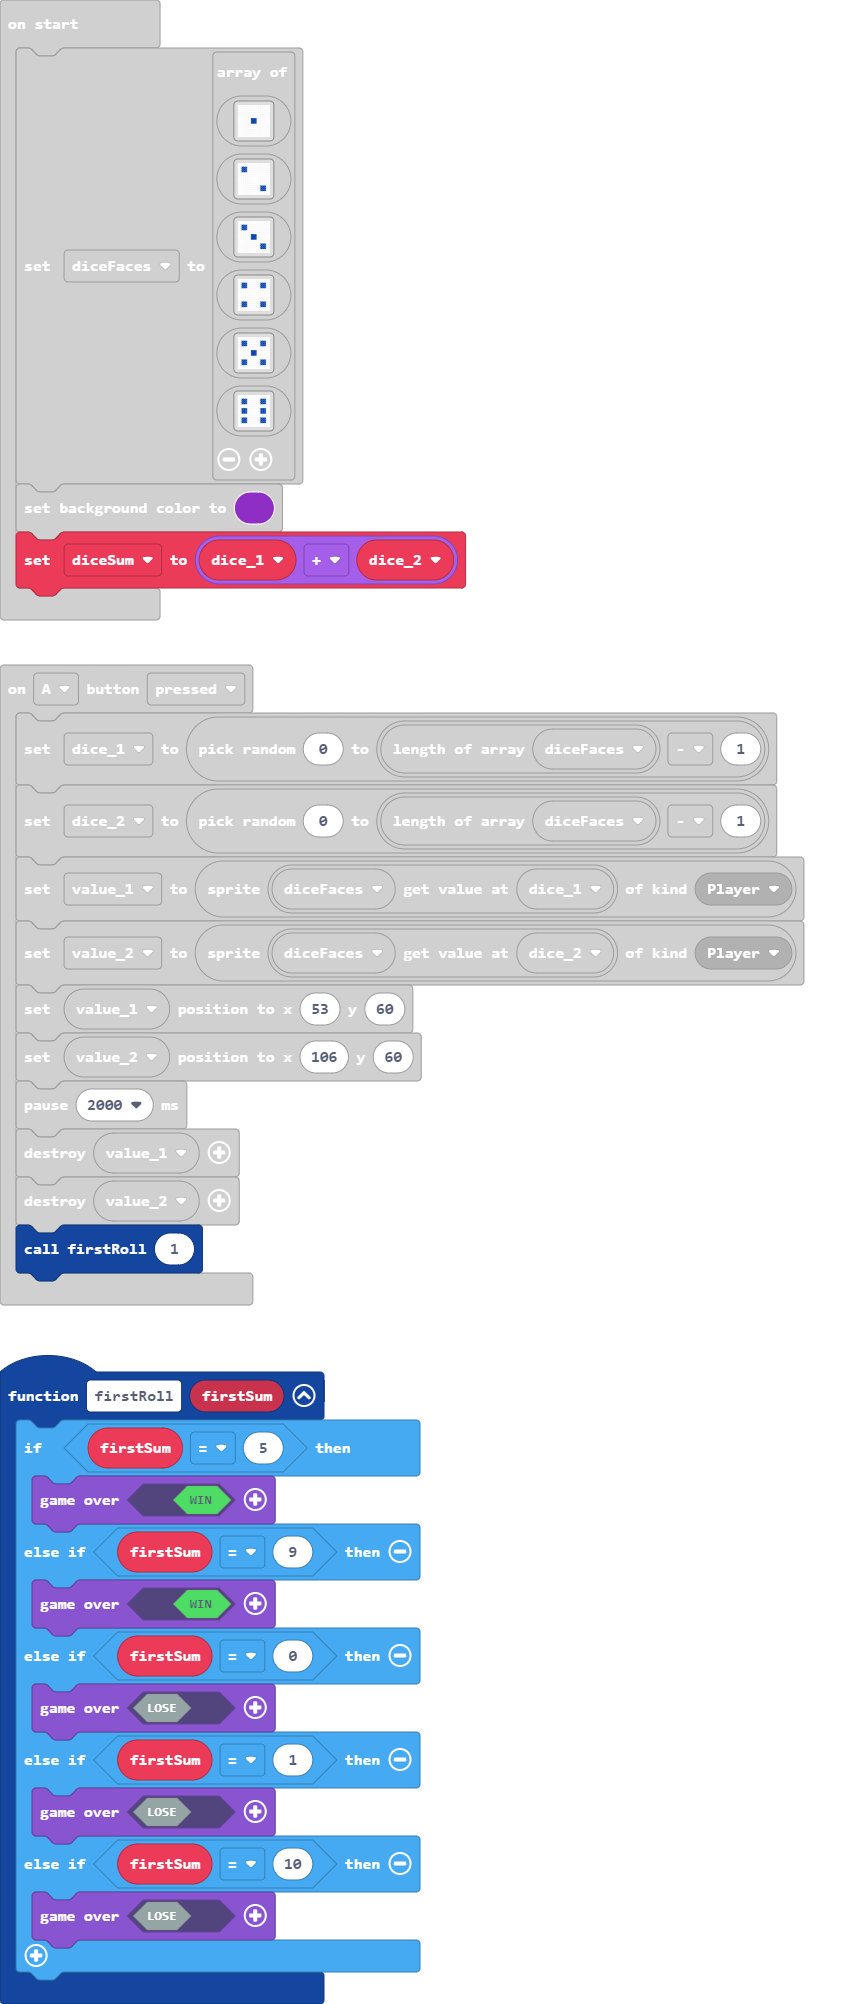 on start
array of
set diceFaces to
set background color to
set diceSum to dice_1 + dice_2
on A button pressed
set dice_1 to pick random 0 to length of array diceFaces - 1
set dice_2 to pick random 0 to length of array diceFaces - 1
set value_1 to sprite diceFaces get value at dice_1 of kind Player
set value_2 to sprite diceFaces get value at dice_2 of kind Player
set value_1 position to x 53 y 60
set value_2 position to x 106 y 60
pause 2000 ms
destroy value_1
destroy value_2
call firstRoll 1
function firstRoll firstSum
if firstSum = 5 then
game over WIN
else if firstSum = 9 then
game over WIN
else if firstSum = 0 then
game over LOSE
else if firstSum = 1 then
game over LOSE
else if firstSum = 10 then
game over LOSE